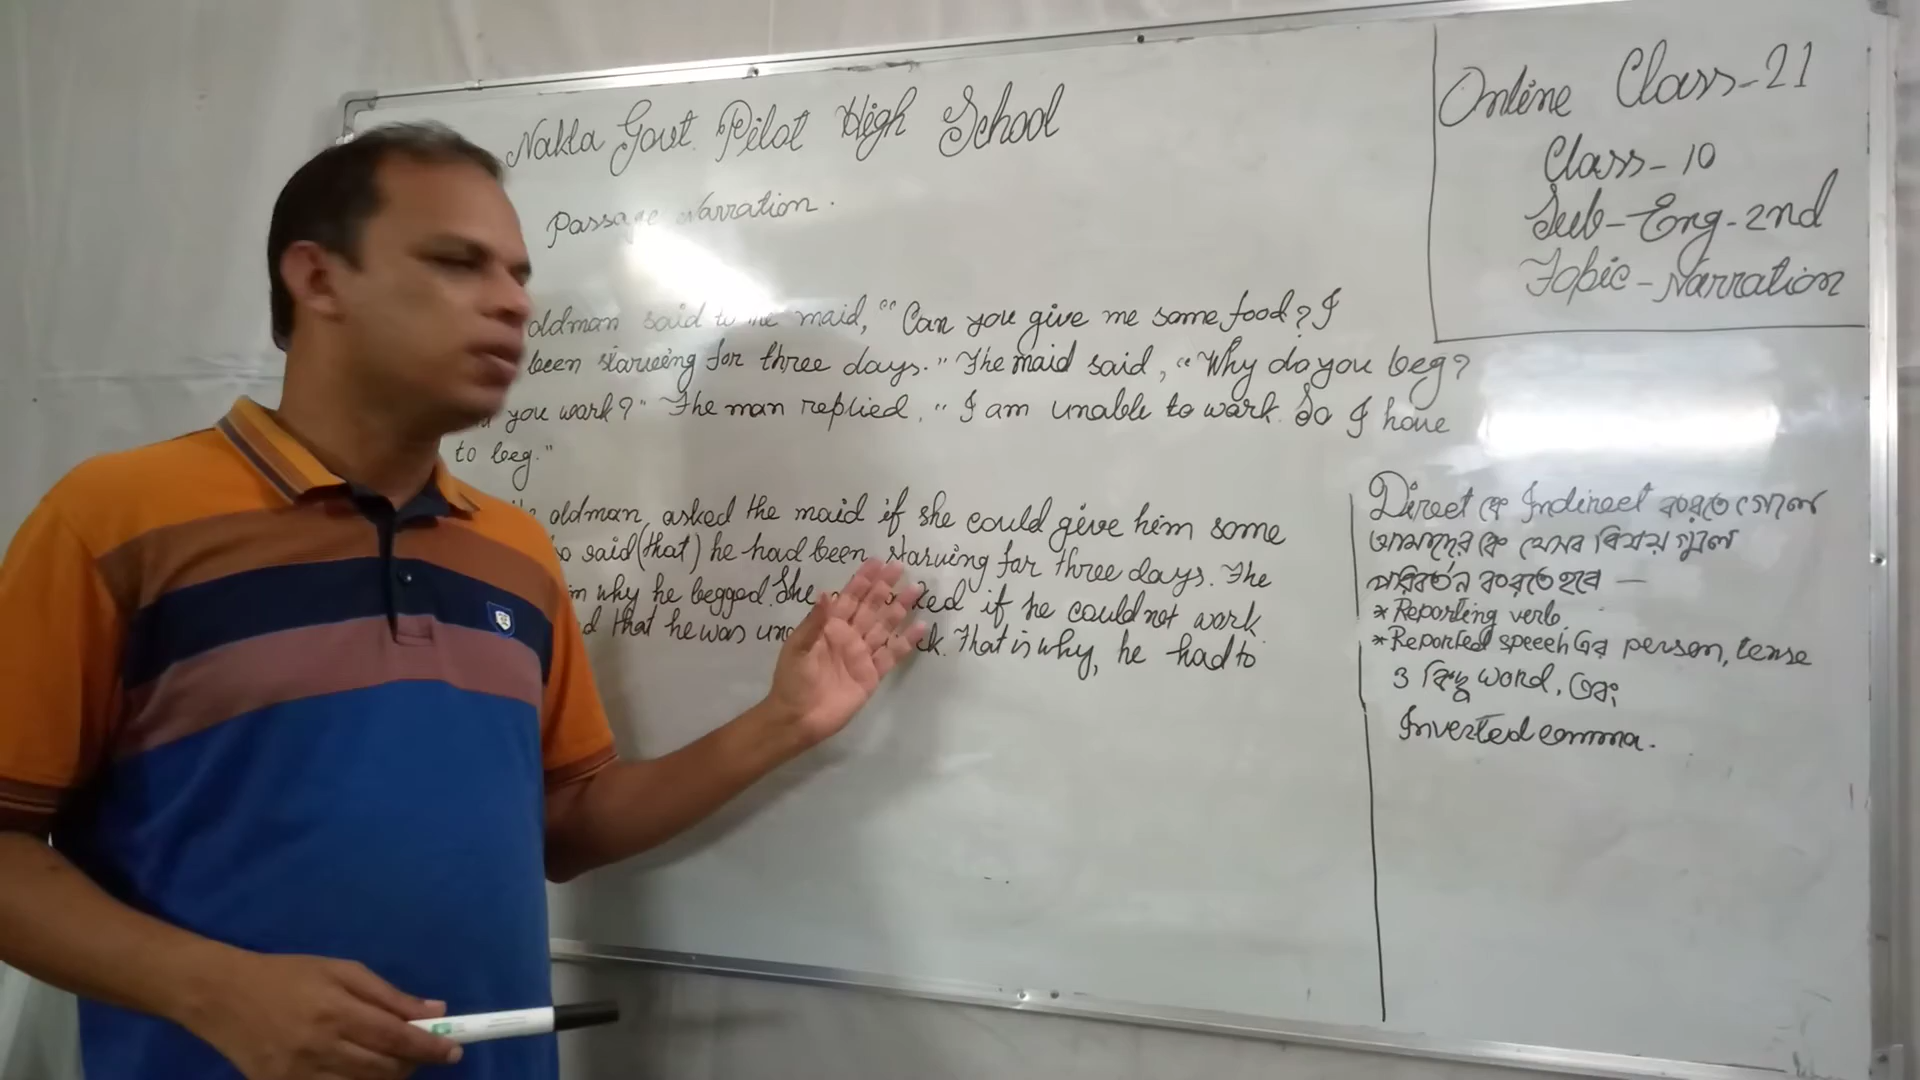 Nakla Govt. Pilot High School
Passage Narration.
oldman said to the maid, "Can you give me some food? I
been starveing for three days." The maid said, "Why do you beg?
you work?" The man replied, "I am unable to work. So I have
to beg."
oldman asked the maid if she could give him some
said (that) he had been starving for three days. The
why he begged. She if he could not work
that he was That is why, he had to
Online Class-21
Class-10
Sub-Eng-2nd
Topic-Narration
Direct কে Indirect করতে গেলে
আমাদের কে যেসব বিষয় গুলো
পরিবর্তন করতে হবে —
* Reporting verb.
* Reported speech এর person, tense
ও কিছু word, এবং
Inverted comma.